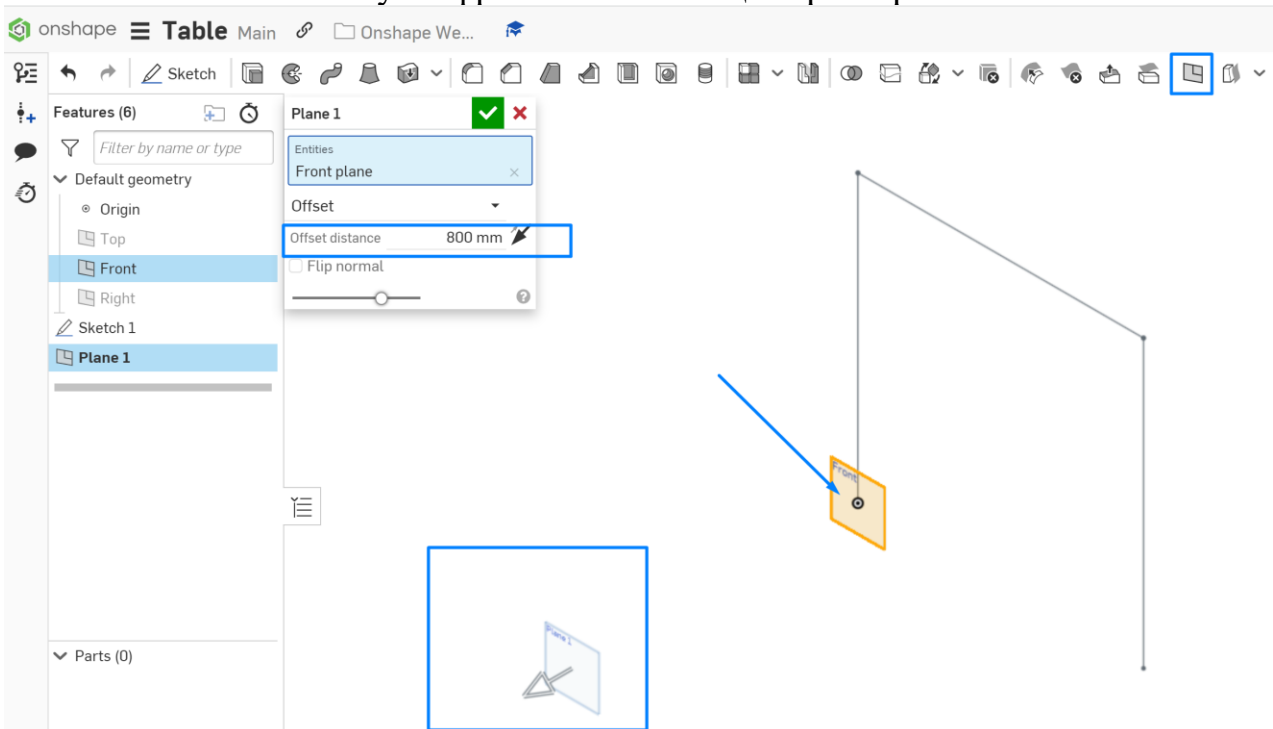 onshape Table Main Onshape We...
Sketch
Features (6)
Filter by name or type
Default geometry
Origin
Top
Front
Right
Sketch 1
Plane 1
Parts (0)
Plane 1
Entities
Front plane
Offset
Offset distance 800 mm
Flip normal
Front
Plane 1